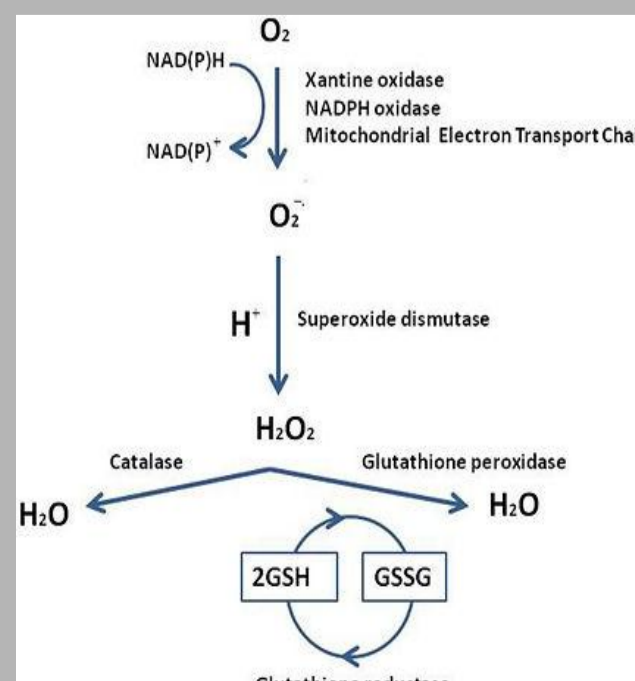 O₂
NAD(P)H
Xantine oxidase
NADPH oxidase
Mitochondrial Electron Transport Cha
NAD(P)⁺
O₂⁻·
H⁺
Superoxide dismutase
H₂O₂
Catalase
Glutathione peroxidase
H₂O
H₂O
2GSH
GSSG